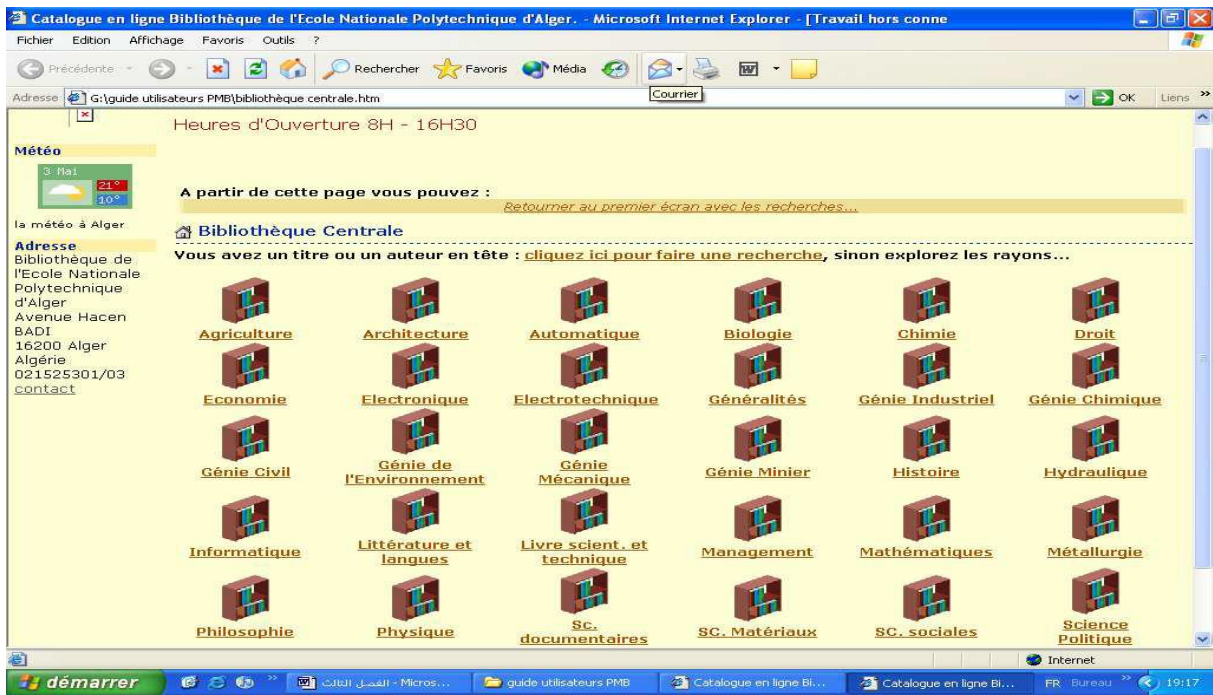 Catalogue en ligne Bibliothèque de l'Ecole Nationale Polytechnique d'Alger. - Microsoft Internet Explorer - [Travail hors conne
Fichier Edition Affichage Favoris Outils ?
Précédente Rechercher Favoris Média
Courrier
Adresse G:\guide utilisateurs PMB\bibliothèque centrale.htm OK Liens »
Heures d'Ouverture 8H - 16H30
Météo
3 Mai
21°
10°
la météo à Alger
Adresse
Bibliothèque de
l'Ecole Nationale
Polytechnique
d'Alger
Avenue Hacen
BADI
16200 Alger
Algérie
021525301/03
contact
A partir de cette page vous pouvez :
Retourner au premier écran avec les recherches...
Bibliothèque Centrale
Vous avez un titre ou un auteur en tête : cliquez ici pour faire une recherche, sinon explorez les rayons...
Agriculture Architecture Automatique Biologie Chimie Droit
Economie Electronique Electrotechnique Généralités Génie Industriel Génie Chimique
Génie Civil Génie de l'Environnement Génie Mécanique Génie Minier Histoire Hydraulique
Informatique Littérature et langues Livre scient. et technique Management Mathématiques Métallurgie
Philosophie Physique Sc. documentaires SC. Matériaux SC. sociales Science Politique
Internet
démarrer » الفصل الثالث - Micros... guide utilisateurs PMB Catalogue en ligne Bi... Catalogue en ligne Bi... FR Bureau » 19:17